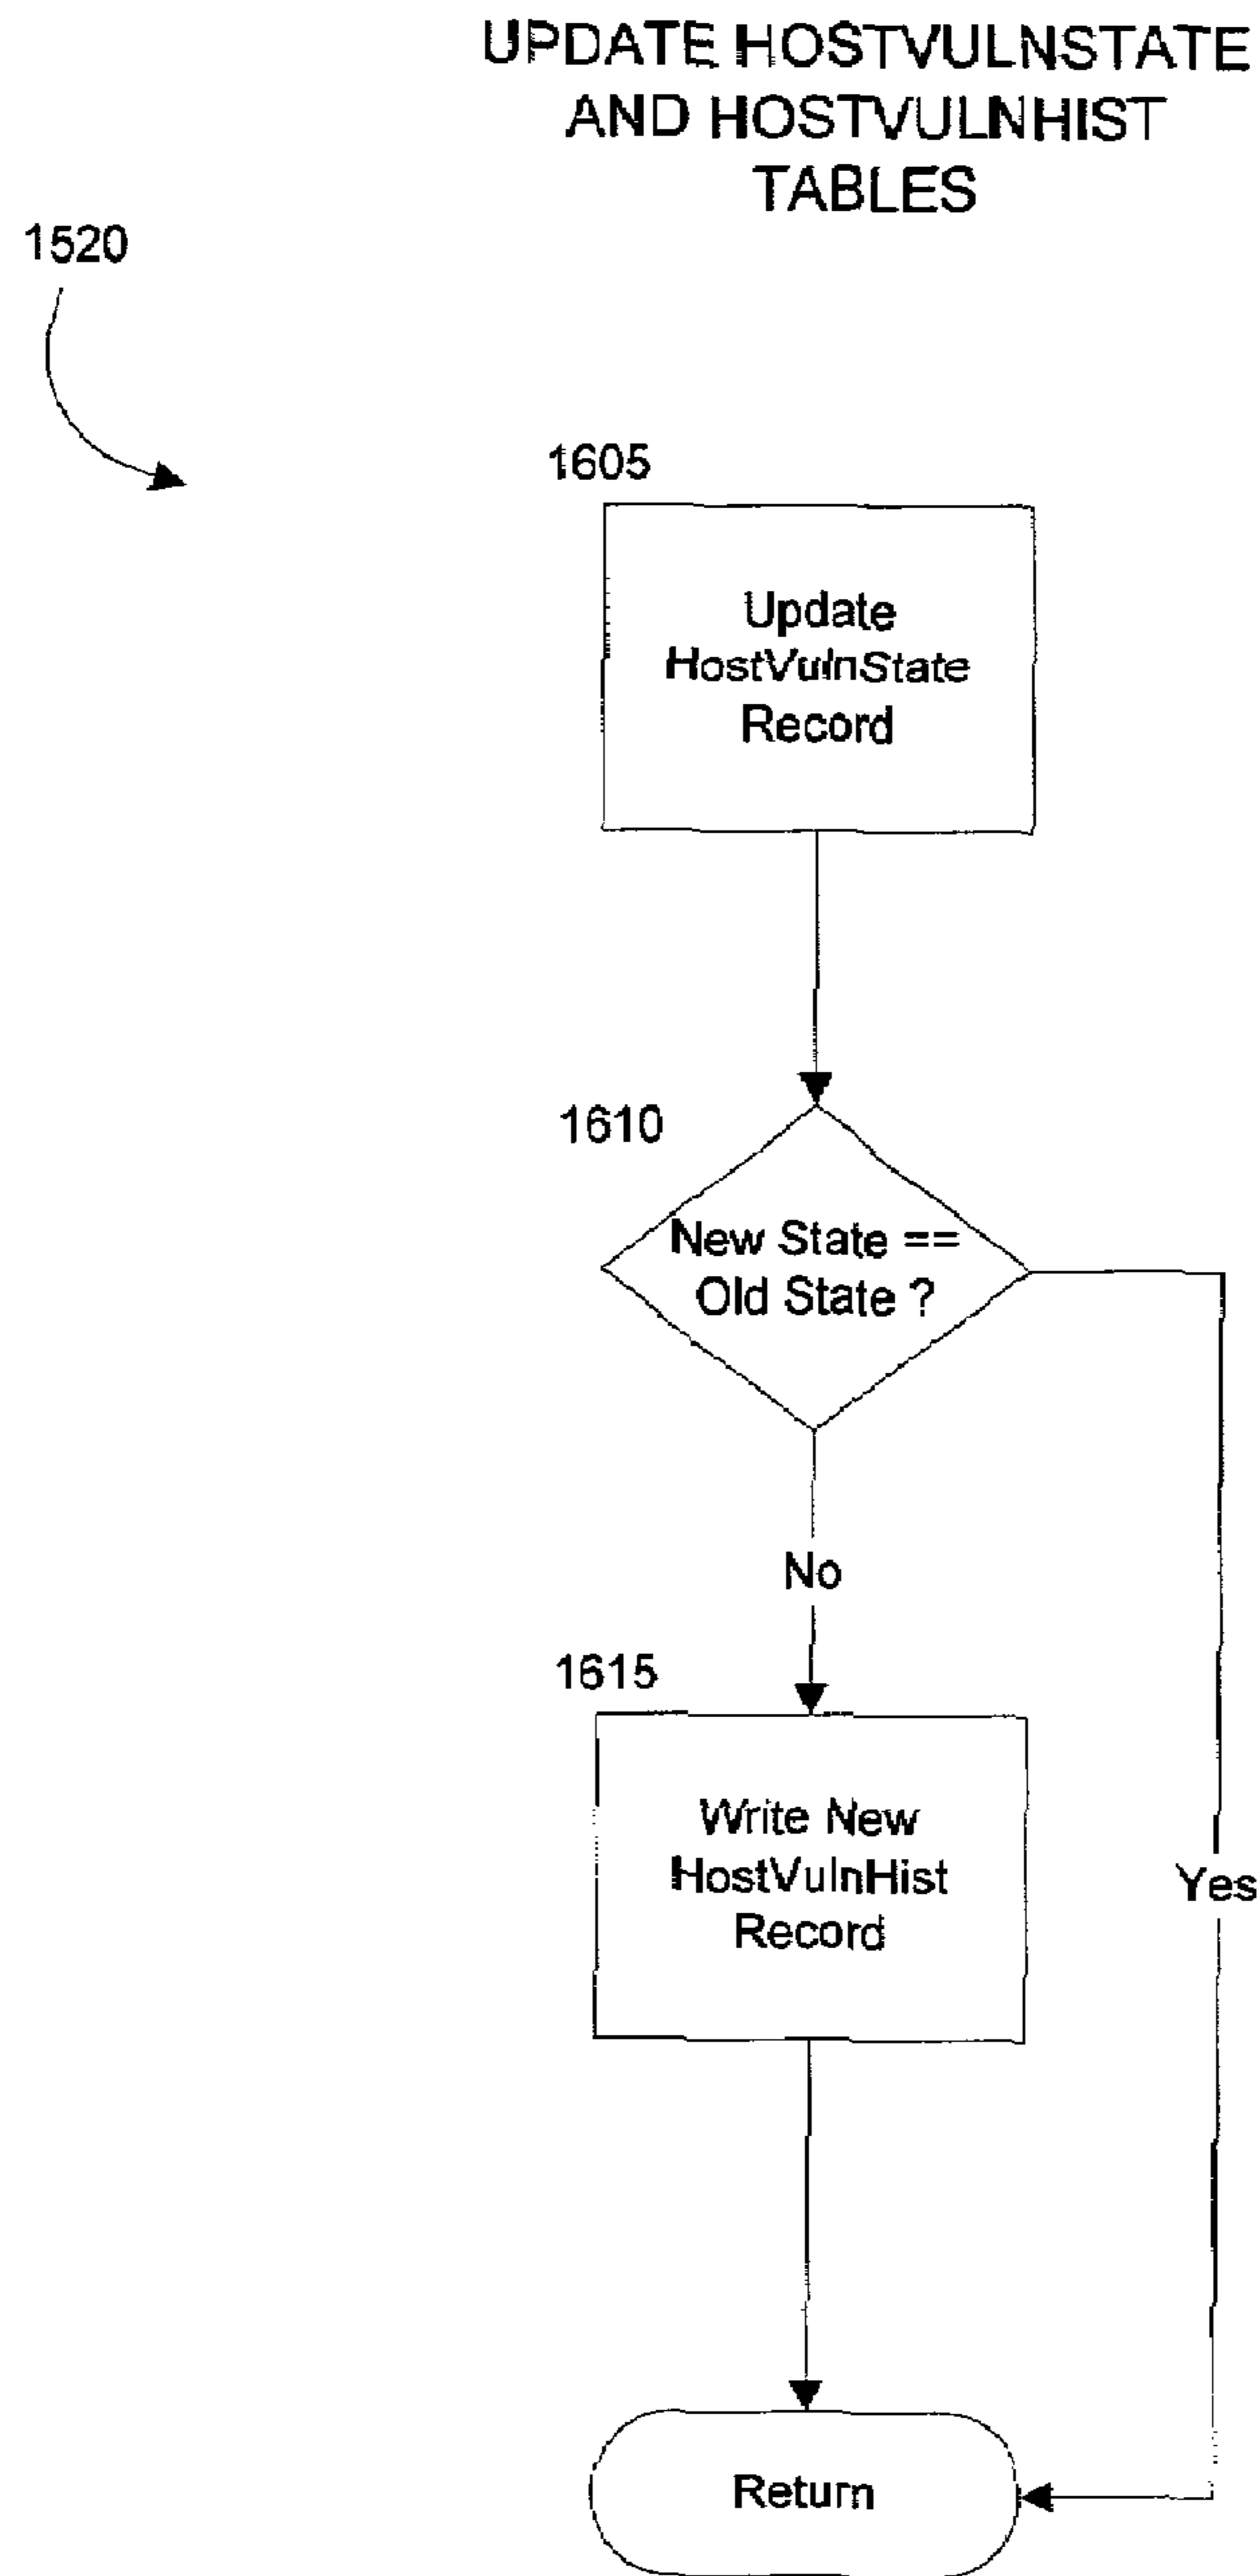 UPDATE HOSTVULNSTATE
AND HOSTVULNHIST
TABLES
1520
1605
Update
HostVulnState
Record
1610
New State ==
Old State ?
No
1615
Write New
HostVulnHist
Record
Yes
Return